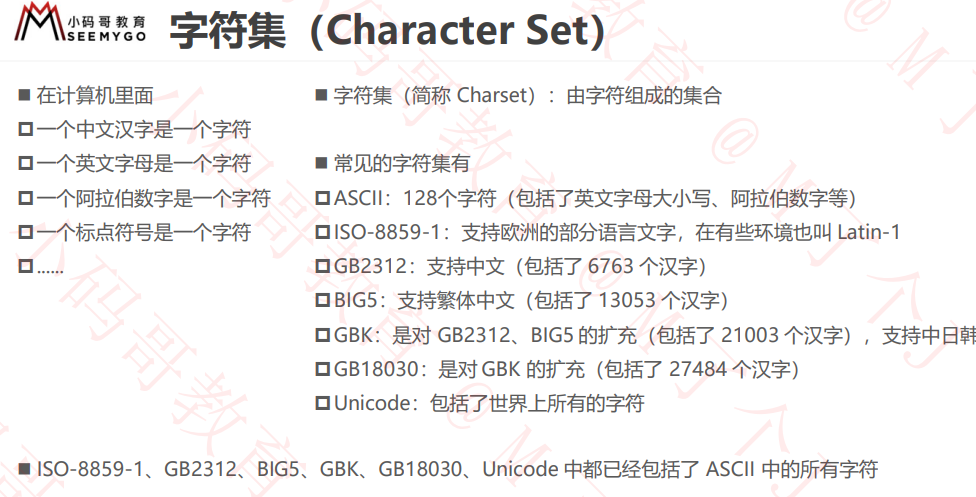 小码哥教育
SEEMYGO
字符集（Character Set）
■ 在计算机里面
一个中文汉字是一个字符
一个英文字母是一个字符
一个阿拉伯数字是一个字符
一个标点符号是一个字符
......
■ 字符集（简称 Charset）：由字符组成的集合
■ 常见的字符集有
ASCII：128个字符（包括了英文字母大小写、阿拉伯数字等）
ISO-8859-1：支持欧洲的部分语言文字，在有些环境也叫 Latin-1
GB2312：支持中文（包括了 6763 个汉字）
BIG5：支持繁体中文（包括了 13053 个汉字）
GBK：是对 GB2312、BIG5 的扩充（包括了 21003 个汉字），支持中日韩
GB18030：是对 GBK 的扩充（包括了 27484 个汉字）
Unicode：包括了世界上所有的字符
■ ISO-8859-1、GB2312、BIG5、GBK、GB18030、Unicode 中都已经包括了 ASCII 中的所有字符
小码哥教育
@M了个J